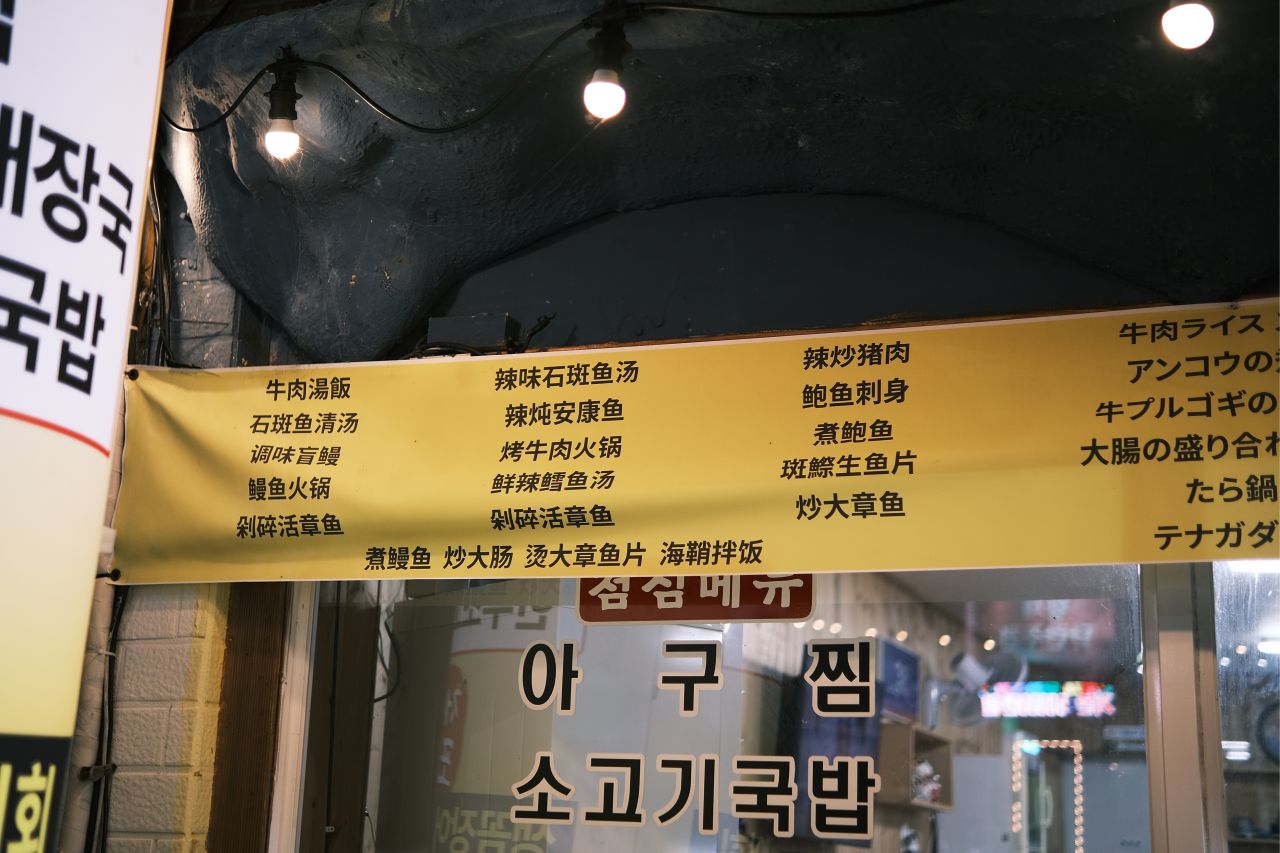 장국
국밥
회
牛肉湯飯
石斑鱼清汤
调味盲鳗
鳗鱼火锅
剁碎活章鱼
辣味石斑鱼汤
辣炖安康鱼
烤牛肉火锅
鲜辣鳕鱼汤
剁碎活章鱼
辣炒猪肉
鲍鱼刺身
煮鲍鱼
斑鰶生鱼片
炒大章鱼
煮鳗鱼 炒大肠 烫大章鱼片 海鞘拌饭
牛肉ライス
アンコウの
牛プルゴギの
大腸の盛り合わ
たら鍋
テナガダ
점심메뉴
아구찜
소고기국밥